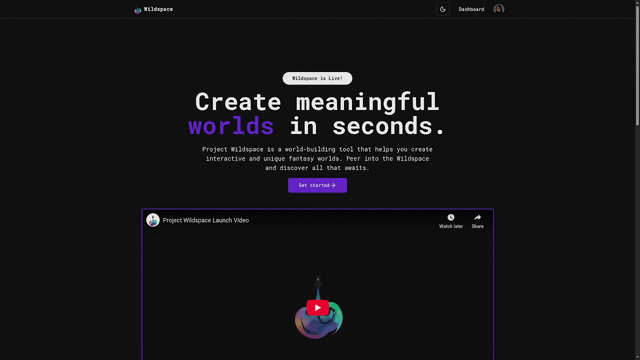 Wildspace
Dashboard
Wildspace is Live!
Create meaningful
worlds in seconds.
Project Wildspace is a world-building tool that helps you create
interactive and unique fantasy worlds. Peer into the Wildspace
and discover all that awaits.
Get started
Project Wildspace Launch Video
Watch later
Share